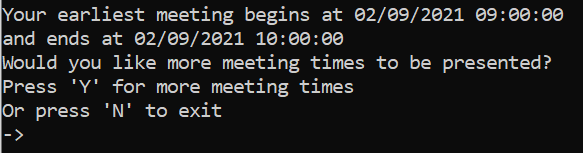 Your earliest meeting begins at 02/09/2021 09:00:00
and ends at 02/09/2021 10:00:00
Would you like more meeting times to be presented?
Press 'Y' for more meeting times
Or press 'N' to exit
->